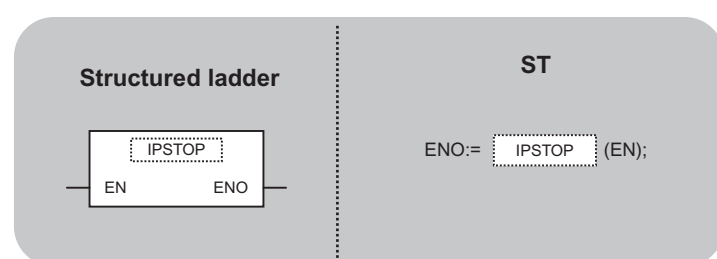 Structured ladder
IPSTOP
EN ENO
ST
ENO:= IPSTOP (EN);